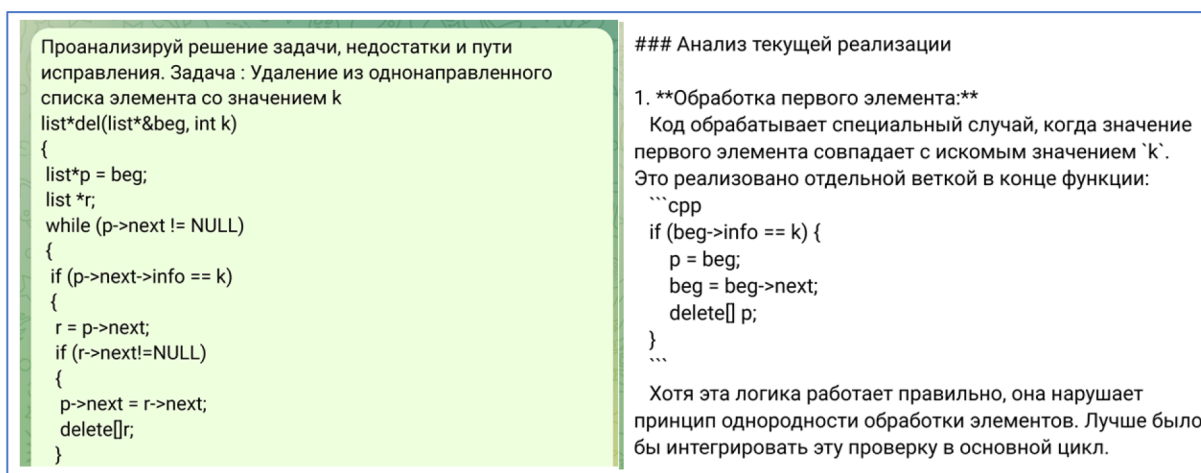 Проанализируй решение задачи, недостатки и пути
исправления. Задача : Удаление из однонаправленного
списка элемента со значением k
list*del(list*&beg, int k)
{
list*p = beg;
list *r;
while (p->next != NULL)
{
if (p->next->info == k)
{
r = p->next;
if (r->next!=NULL)
{
p->next = r->next;
delete[]r;
}
### Анализ текущей реализации
1. **Обработка первого элемента:**
Код обрабатывает специальный случай, когда значение
первого элемента совпадает с искомым значением `k`.
Это реализовано отдельной веткой в конце функции:
```cpp
if (beg->info == k) {
p = beg;
beg = beg->next;
delete[] p;
}
```
Хотя эта логика работает правильно, она нарушает
принцип однородности обработки элементов. Лучше было
бы интегрировать эту проверку в основной цикл.